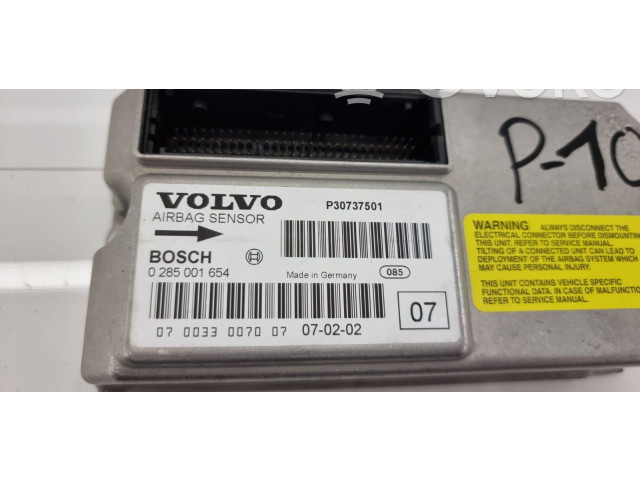 P-10
VOLVO
P30737501
AIRBAG SENSOR
BOSCH
0 285 001 654
Made in Germany
085
07 0033 0070 07
07-02-02
07
WARNING: ALWAYS DISCONNECT THE
ELECTRICAL CONNECTOR BEFORE DISMOUNTING
THIS UNIT. REFER TO SERVICE MANUAL.
TILTING OF A CONNECTED UNIT CAN LEAD TO
DEPLOYMENT OF THE AIRBAG SYSTEM WHICH
MAY CAUSE PERSONAL INJURY.
THIS UNIT CONTAINS VEHICLE SPECIFIC
FUNCTIONAL DATA. IN CASE OF MALFUNCTION
REFER TO SERVICE MANUAL.